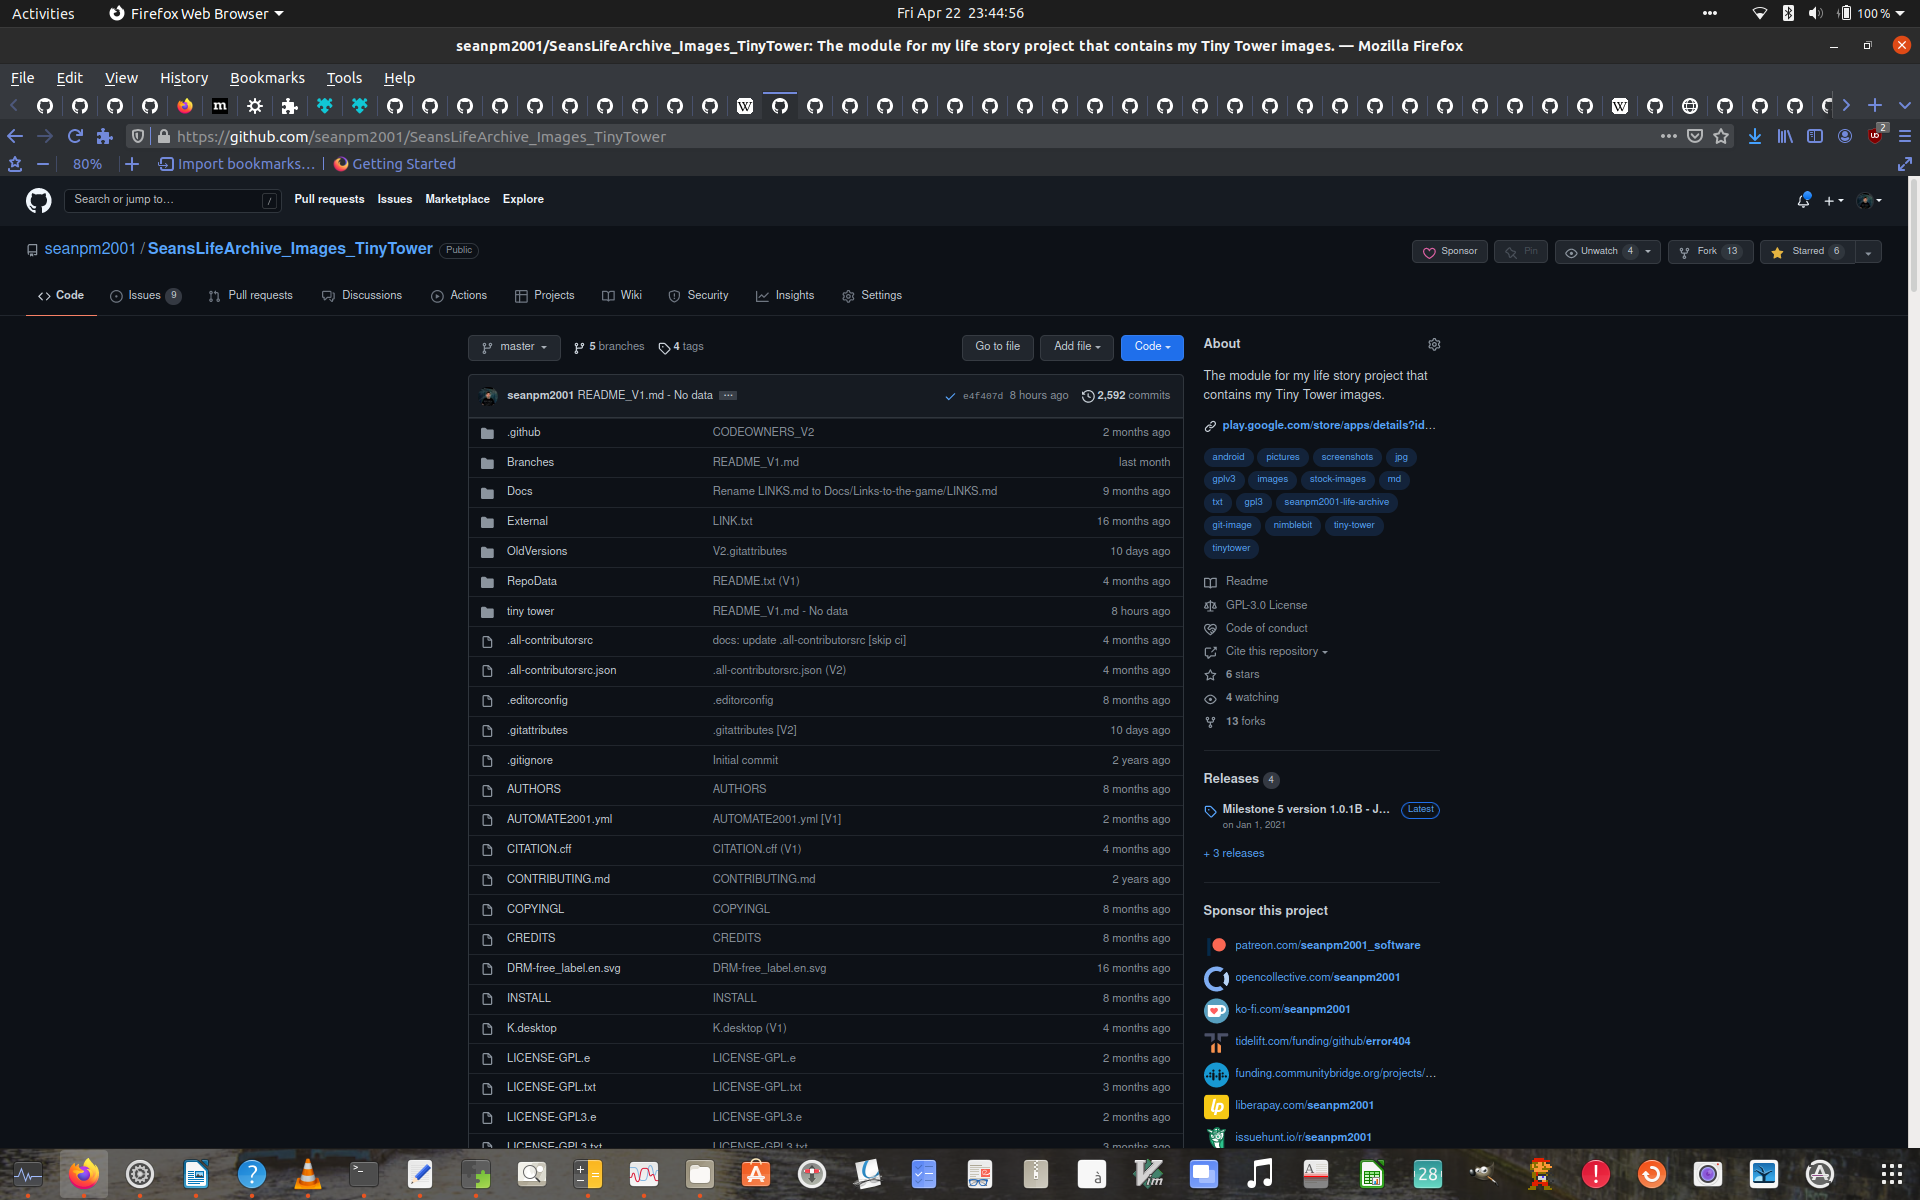 Activities Firefox Web Browser Fri Apr 22 23:44:56 100 %
seanpm2001/SeansLifeArchive_Images_TinyTower: The module for my life story project that contains my Tiny Tower images. — Mozilla Firefox
File Edit View History Bookmarks Tools Help
https://github.com/seanpm2001/SeansLifeArchive_Images_TinyTower 2
80% Import bookmarks... Getting Started
Search or jump to... / Pull requests Issues Marketplace Explore
seanpm2001 / SeansLifeArchive_Images_TinyTower Public Sponsor Pin Unwatch 4 Fork 13 Starred 6
Code Issues 9 Pull requests Discussions Actions Projects Wiki Security Insights Settings
master 5 branches 4 tags Go to file Add file Code
seanpm2001 README_V1.md - No data ... e4f407d 8 hours ago 2,592 commits
.github CODEOWNERS_V2 2 months ago
Branches README_V1.md last month
Docs Rename LINKS.md to Docs/Links-to-the-game/LINKS.md 9 months ago
External LINK.txt 16 months ago
OldVersions V2.gitattributes 10 days ago
RepoData README.txt (V1) 4 months ago
tiny tower README_V1.md - No data 8 hours ago
.all-contributorsrc docs: update .all-contributorsrc [skip ci] 4 months ago
.all-contributorsrc.json .all-contributorsrc.json (V2) 4 months ago
.editorconfig .editorconfig 8 months ago
.gitattributes .gitattributes [V2] 10 days ago
.gitignore Initial commit 2 years ago
AUTHORS AUTHORS 8 months ago
AUTOMATE2001.yml AUTOMATE2001.yml [V1] 2 months ago
CITATION.cff CITATION.cff (V1) 4 months ago
CONTRIBUTING.md CONTRIBUTING.md 2 years ago
COPYINGL COPYINGL 8 months ago
CREDITS CREDITS 8 months ago
DRM-free_label.en.svg DRM-free_label.en.svg 16 months ago
INSTALL INSTALL 8 months ago
K.desktop K.desktop (V1) 4 months ago
LICENSE-GPL.e LICENSE-GPL.e 2 months ago
LICENSE-GPL.txt LICENSE-GPL.txt 3 months ago
LICENSE-GPL3.e LICENSE-GPL3.e 2 months ago
LICENSE-GPL3.txt LICENSE-GPL3.txt 3 months ago
About
The module for my life story project that
contains my Tiny Tower images.
play.google.com/store/apps/details?id...
android pictures screenshots jpg
gplv3 images stock-images md
txt gpl3 seanpm2001-life-archive
git-image nimblebit tiny-tower
tinytower
Readme
GPL-3.0 License
Code of conduct
Cite this repository
6 stars
4 watching
13 forks
Releases 4
Milestone 5 version 1.0.1B - J... Latest
on Jan 1, 2021
+ 3 releases
Sponsor this project
patreon.com/seanpm2001_software
opencollective.com/seanpm2001
ko-fi.com/seanpm2001
tidelift.com/funding/github/error404
funding.communitybridge.org/projects/...
liberapay.com/seanpm2001
issuehunt.io/r/seanpm2001
28